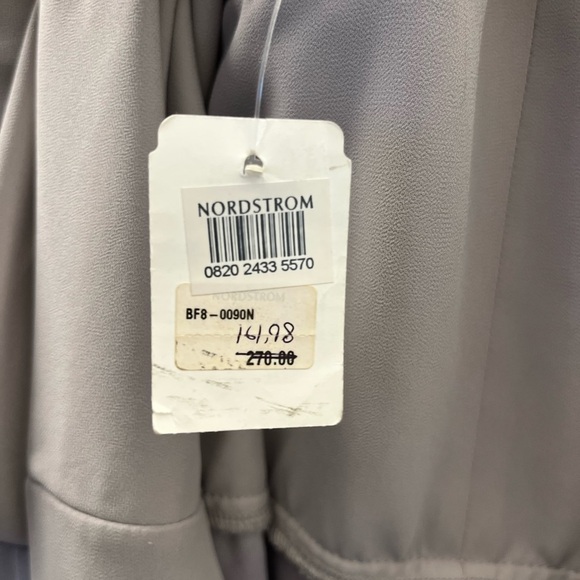 NORDSTROM
0820 2433 5570
NORDSTROM
BF8-0090N
161,98
270.00